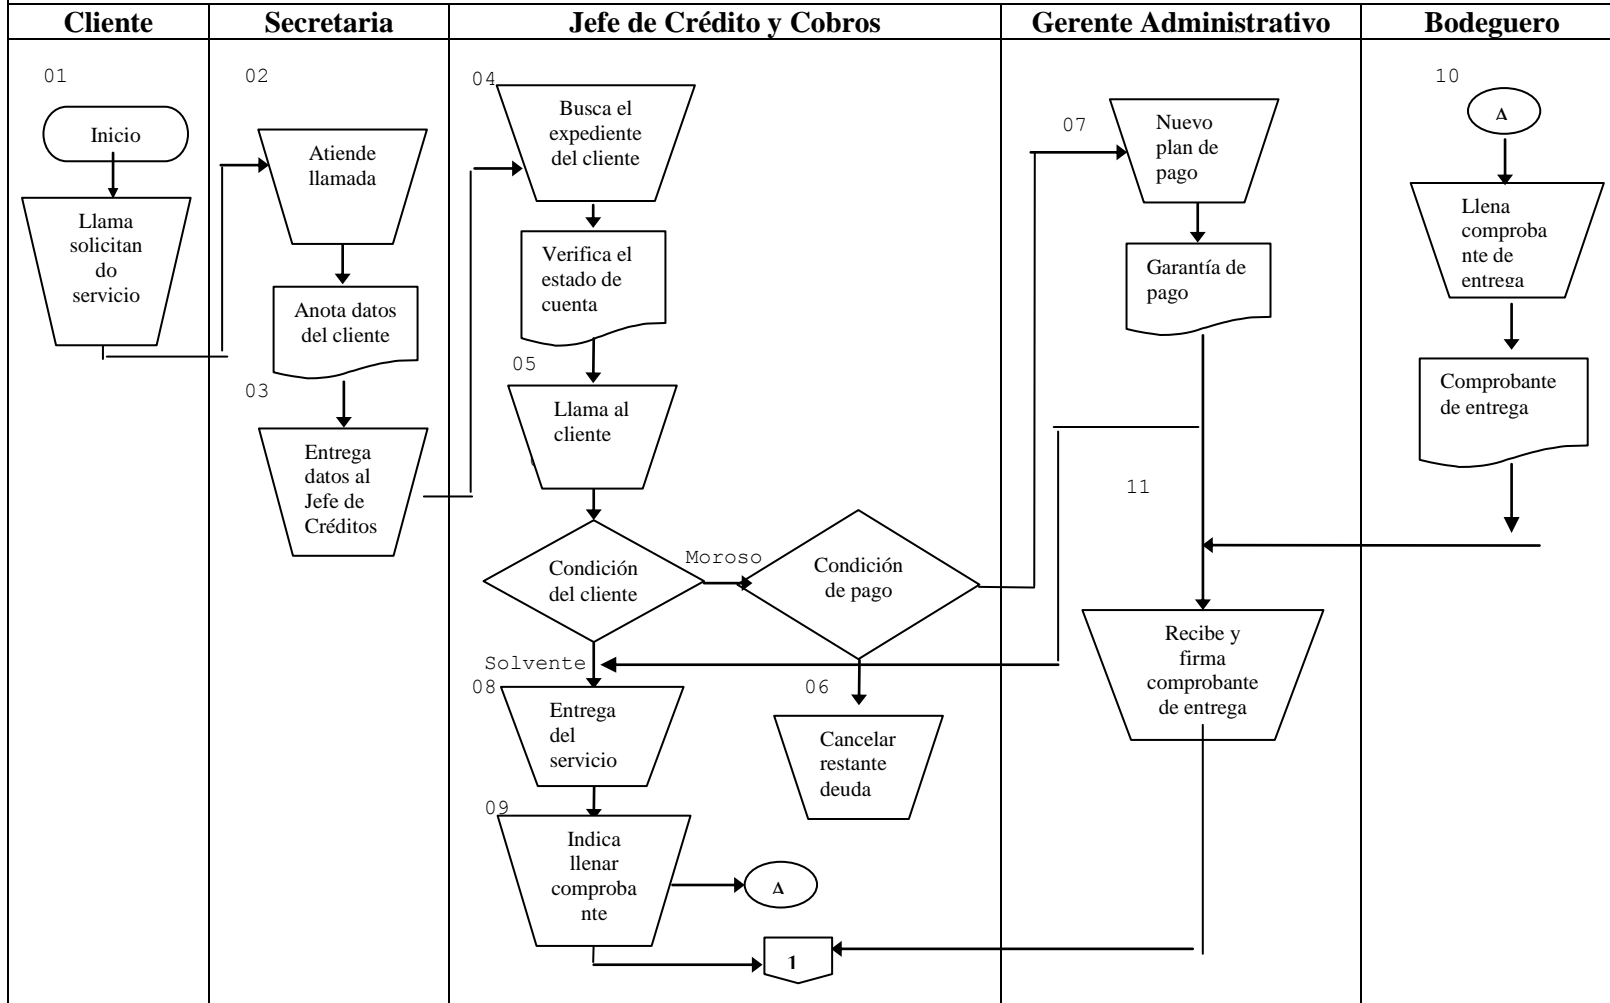 Cliente
Secretaria
Jefe de Crédito y Cobros
Gerente Administrativo
Bodeguero
01
Inicio
Llama
solicitan
do
servicio
02
Atiende
llamada
Anota datos
del cliente
03
Entrega
datos al
Jefe de
Créditos
04
Busca el
expediente
del cliente
Verifica el
estado de
cuenta
05
Llama al
cliente
Condición
del cliente
Moroso
Condición
de pago
Solvente
06
Cancelar
restante
deuda
08
Entrega
del
servicio
09
Indica
llenar
comproba
nte
A
1
07
Nuevo
plan de
pago
Garantía de
pago
11
Recibe y
firma
comprobante
de entrega
10
A
Llena
comproba
nte de
entrega
Comprobante
de entrega